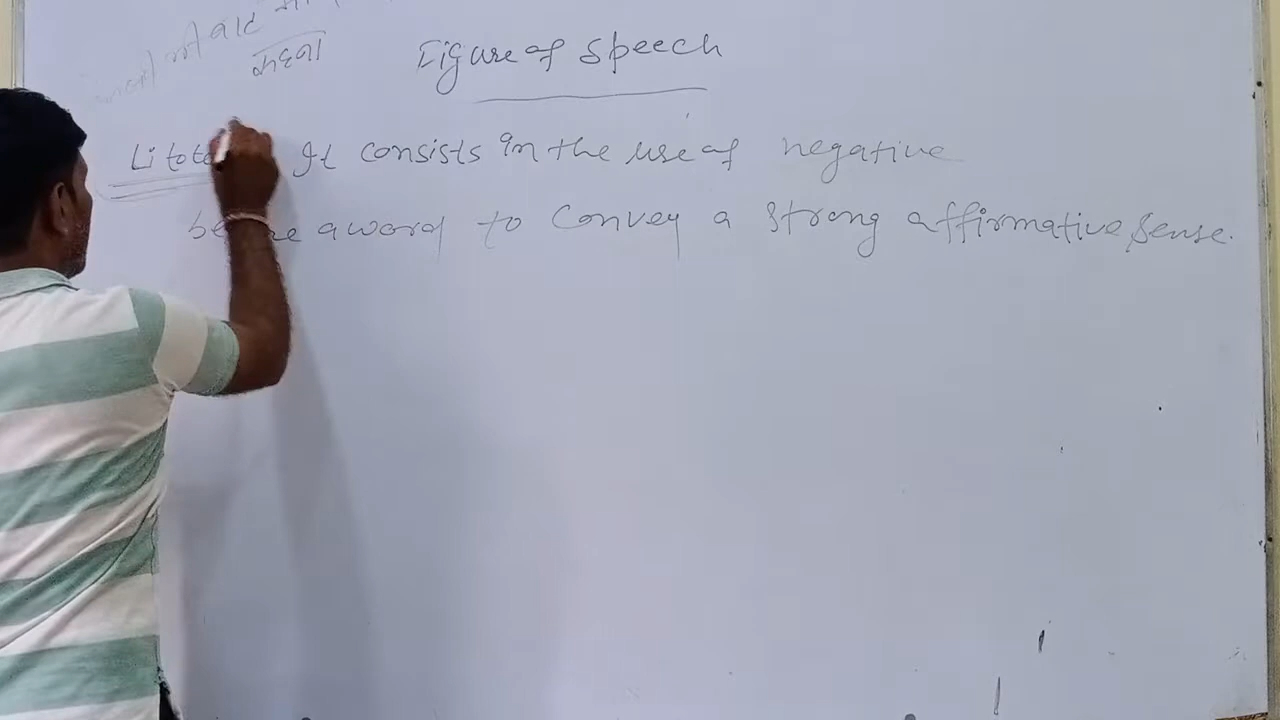 Figure of speech
It consists in the use of negative
a word to convey a strong affirmative sense.